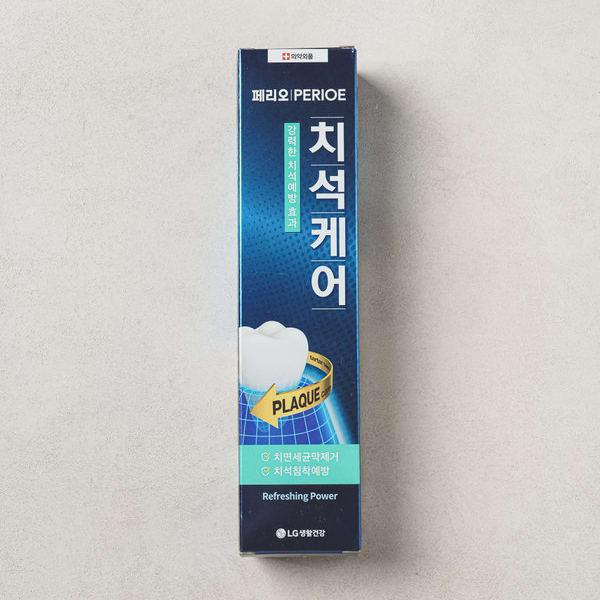 의약외품
페리오|PERIOE
강력한 치석예방 효과
치석케어
tartar
PLAQUE care
치면세균막제거
치석침착예방
Refreshing Power
LG생활건강